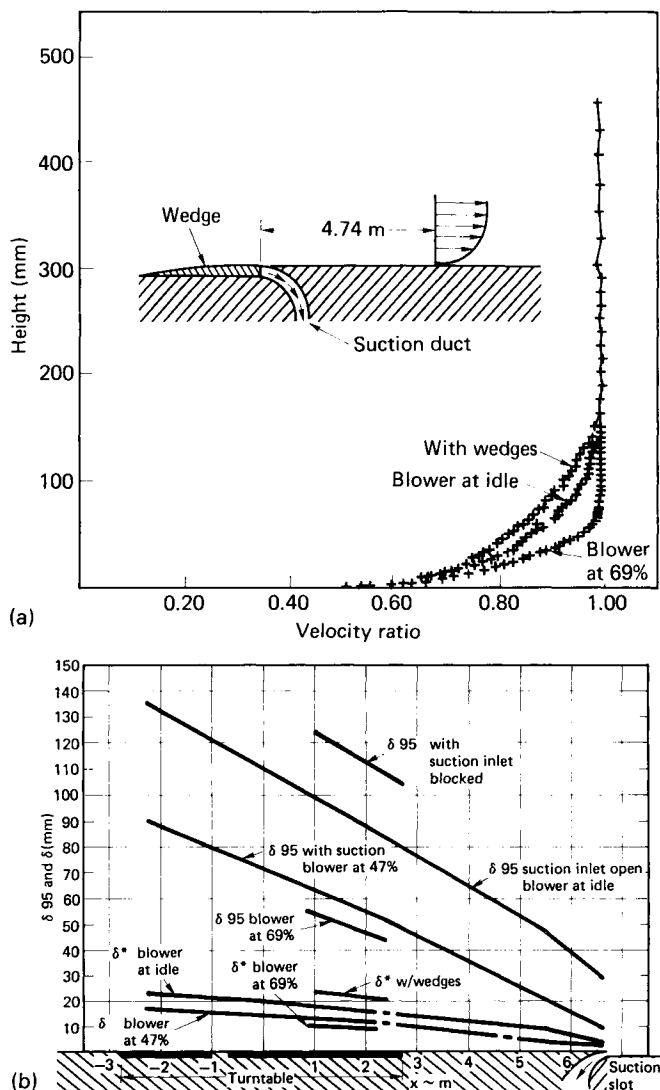 500
400
300
200
100
Height (mm)
Wedge
4.74 m
Suction duct
With wedges
Blower at idle
Blower
at 69%
0.20
0.40
0.60
0.80
1.00
Velocity ratio
(a)
150
140
130
120
110
100
90
80
70
60
50
40
30
20
10
δ 95 and δ(mm)
δ 95 with
suction inlet
blocked
δ 95 with suction
blower at 47%
δ 95 suction inlet open
blower at idle
δ 95 blower
at 69%
δ* blower
at idle
δ* blower
at 69%
δ* w/wedges
δ blower
at 47%
-3
-2
-1
0
1
2
3
4
5
6
Turntable
x ~ m
Suction
slot
(b)